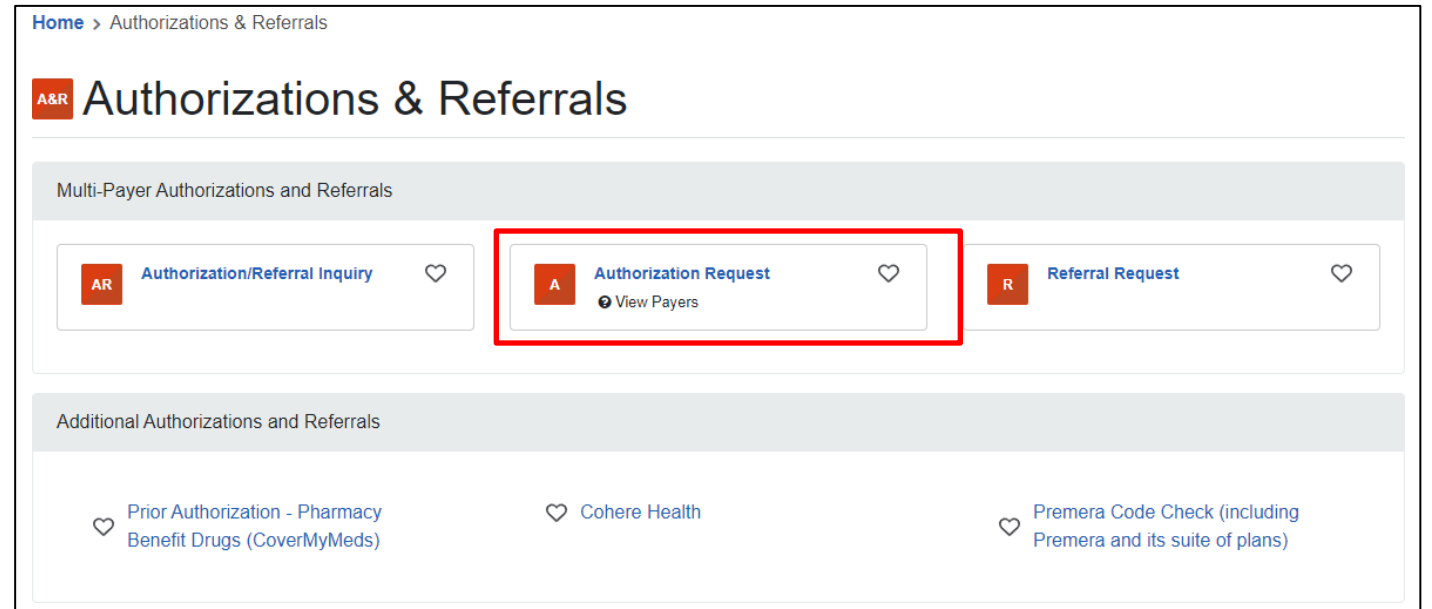 Home > Authorizations & Referrals
A&R Authorizations & Referrals
Multi-Payer Authorizations and Referrals
AR Authorization/Referral Inquiry
A Authorization Request
? View Payers
R Referral Request
Additional Authorizations and Referrals
Prior Authorization - Pharmacy
Benefit Drugs (CoverMyMeds)
Cohere Health
Premera Code Check (including
Premera and its suite of plans)